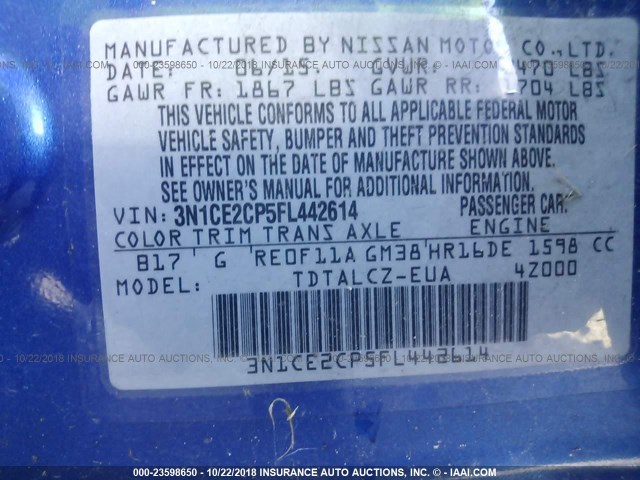 MANUFACTURED BY NISSAN MOTOR CO., LTD.
DATE: 06/15. GVWR: 470 LBS
GAWR FR: 1867 LBS GAWR RR: 704 LBS
THIS VEHICLE CONFORMS TO ALL APPLICABLE FEDERAL MOTOR
VEHICLE SAFETY, BUMPER AND THEFT PREVENTION STANDARDS
IN EFFECT ON THE DATE OF MANUFACTURE SHOWN ABOVE.
SEE OWNER'S MANUAL FOR ADDITIONAL INFORMATION.
VIN: 3N1CE2CP5FL442614 PASSENGER CAR.
COLOR TRIM TRANS AXLE ENGINE
B17 G RE0F11A GM38 HR16DE 1598 CC
MODEL: TDTALCZ-EUA 4Z000
3N1CE2CP5FL442614
000-23598650 - 10/22/2018 INSURANCE AUTO AUCTIONS, INC. - © IAAI.COM